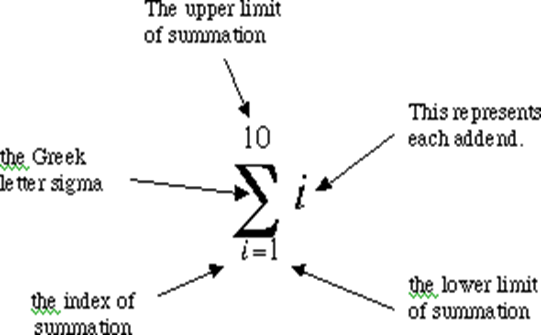 The upper limit
of summation
This represents
each addend.
10
the Greek
letter sigma
∑ i
i=1
the index of
summation
the lower limit
of summation